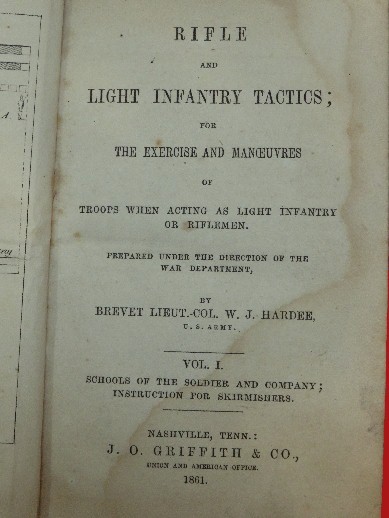 RIFLE
AND
LIGHT INFANTRY TACTICS;
FOR
THE EXERCISE AND MANŒUVRES
OF
TROOPS WHEN ACTING AS LIGHT INFANTRY
OR RIFLEMEN.
PREPARED UNDER THE DIRECTION OF THE
WAR DEPARTMENT,
BY
BREVET LIEUT.-COL. W. J. HARDEE,
U. S. ARMY.
VOL. I.
SCHOOLS OF THE SOLDIER AND COMPANY;
INSTRUCTION FOR SKIRMISHERS.
NASHVILLE, TENN.:
J. O. GRIFFITH & CO.,
UNION AND AMERICAN OFFICE.
1861.